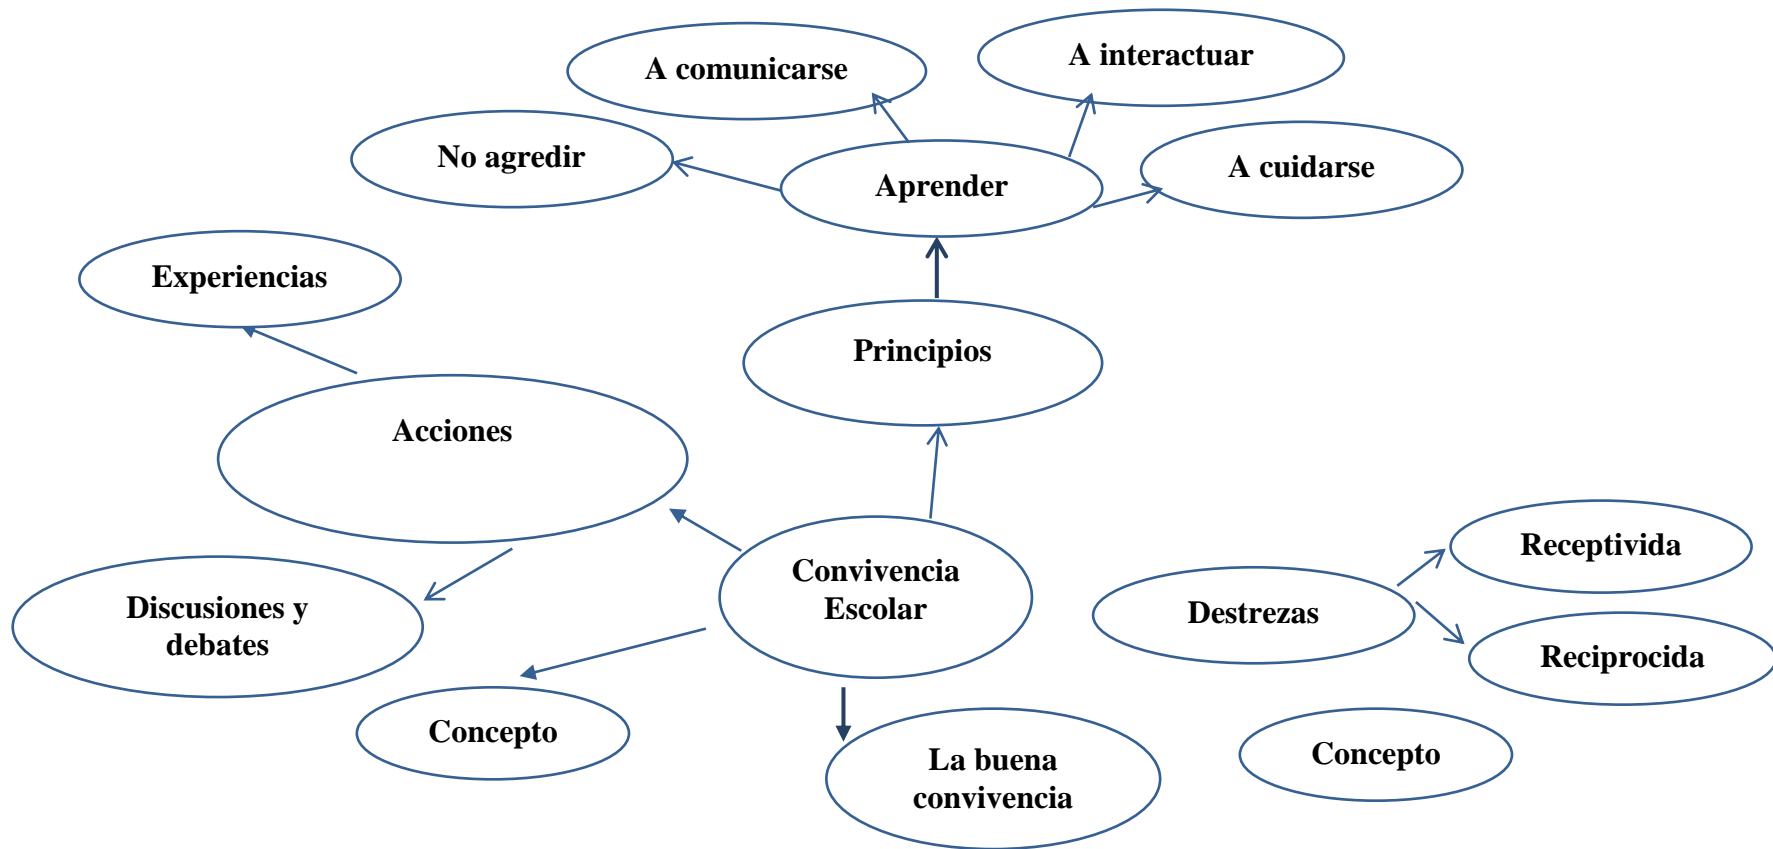 A comunicarse
A interactuar
No agredir
Aprender
A cuidarse
Experiencias
Principios
Acciones
Convivencia
Escolar
Receptivida
Destrezas
Reciprocida
Discusiones y
debates
Concepto
La buena
convivencia
Concepto